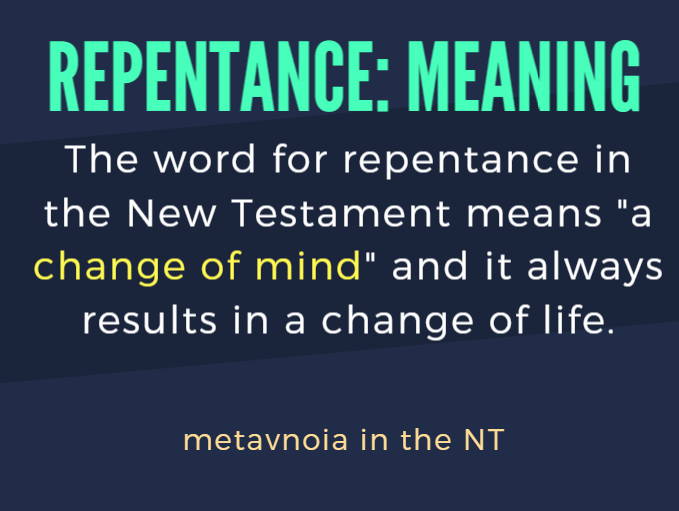 REPENTANCE: MEANING
The word for repentance in
the New Testament means "a
change of mind" and it always
results in a change of life.
metavnoia in the NT